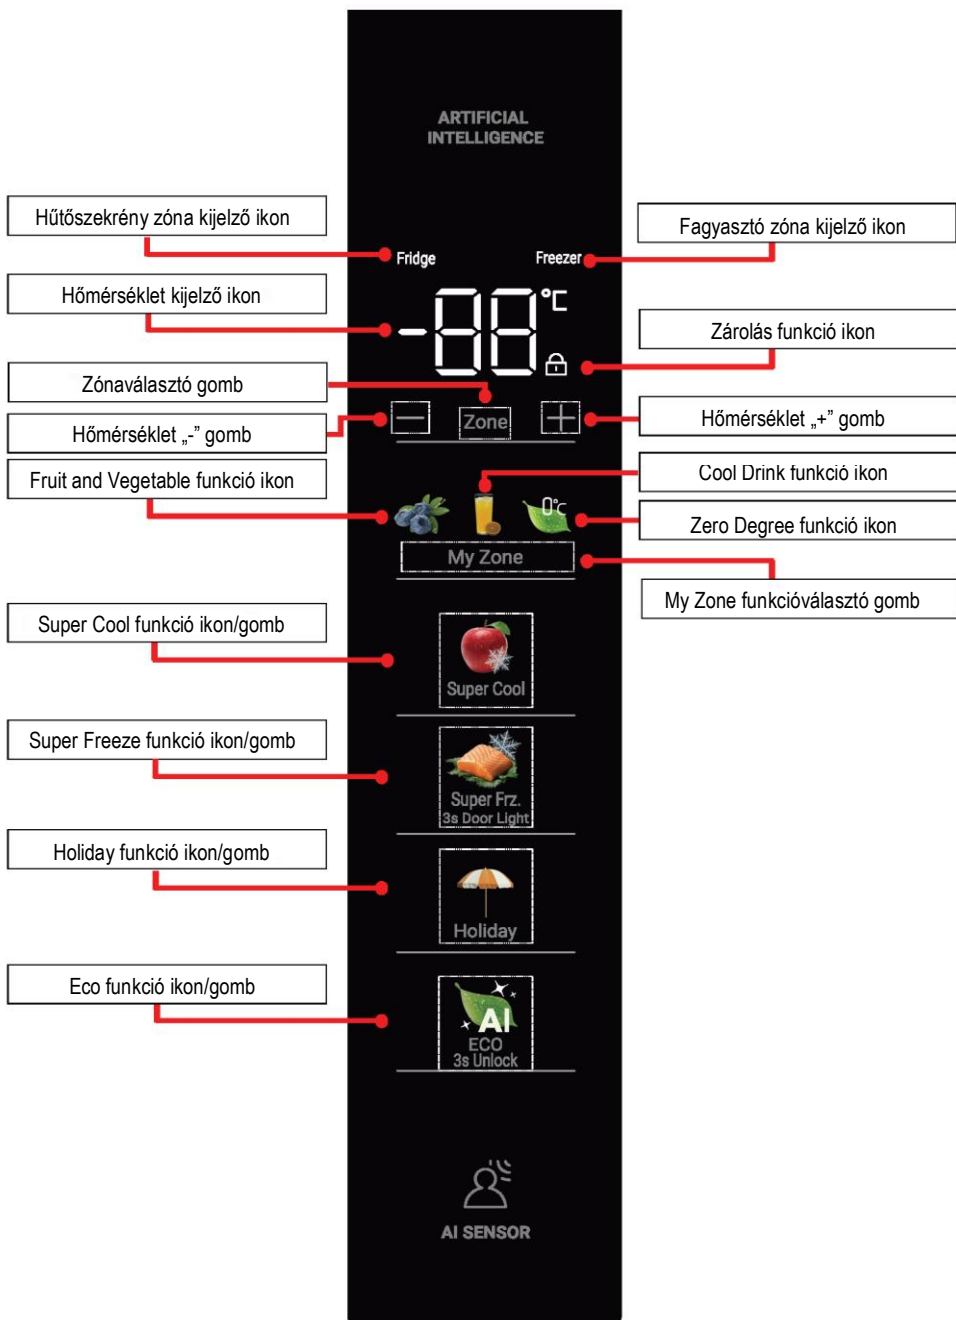 ARTIFICIAL
INTELLIGENCE
Hűtőszekrény zóna kijelző ikon
Fagyasztó zóna kijelző ikon
Fridge
Freezer
Hőmérséklet kijelző ikon
-88 °C
Zárolás funkció ikon
Zónaválasztó gomb
Hőmérséklet „-” gomb
Zone
Hőmérséklet „+” gomb
Fruit and Vegetable funkció ikon
Cool Drink funkció ikon
0°C
Zero Degree funkció ikon
My Zone
My Zone funkcióválasztó gomb
Super Cool funkció ikon/gomb
Super Cool
Super Freeze funkció ikon/gomb
Super Frz.
3s Door Light
Holiday funkció ikon/gomb
Holiday
Eco funkció ikon/gomb
AI
ECO
3s Unlock
AI SENSOR